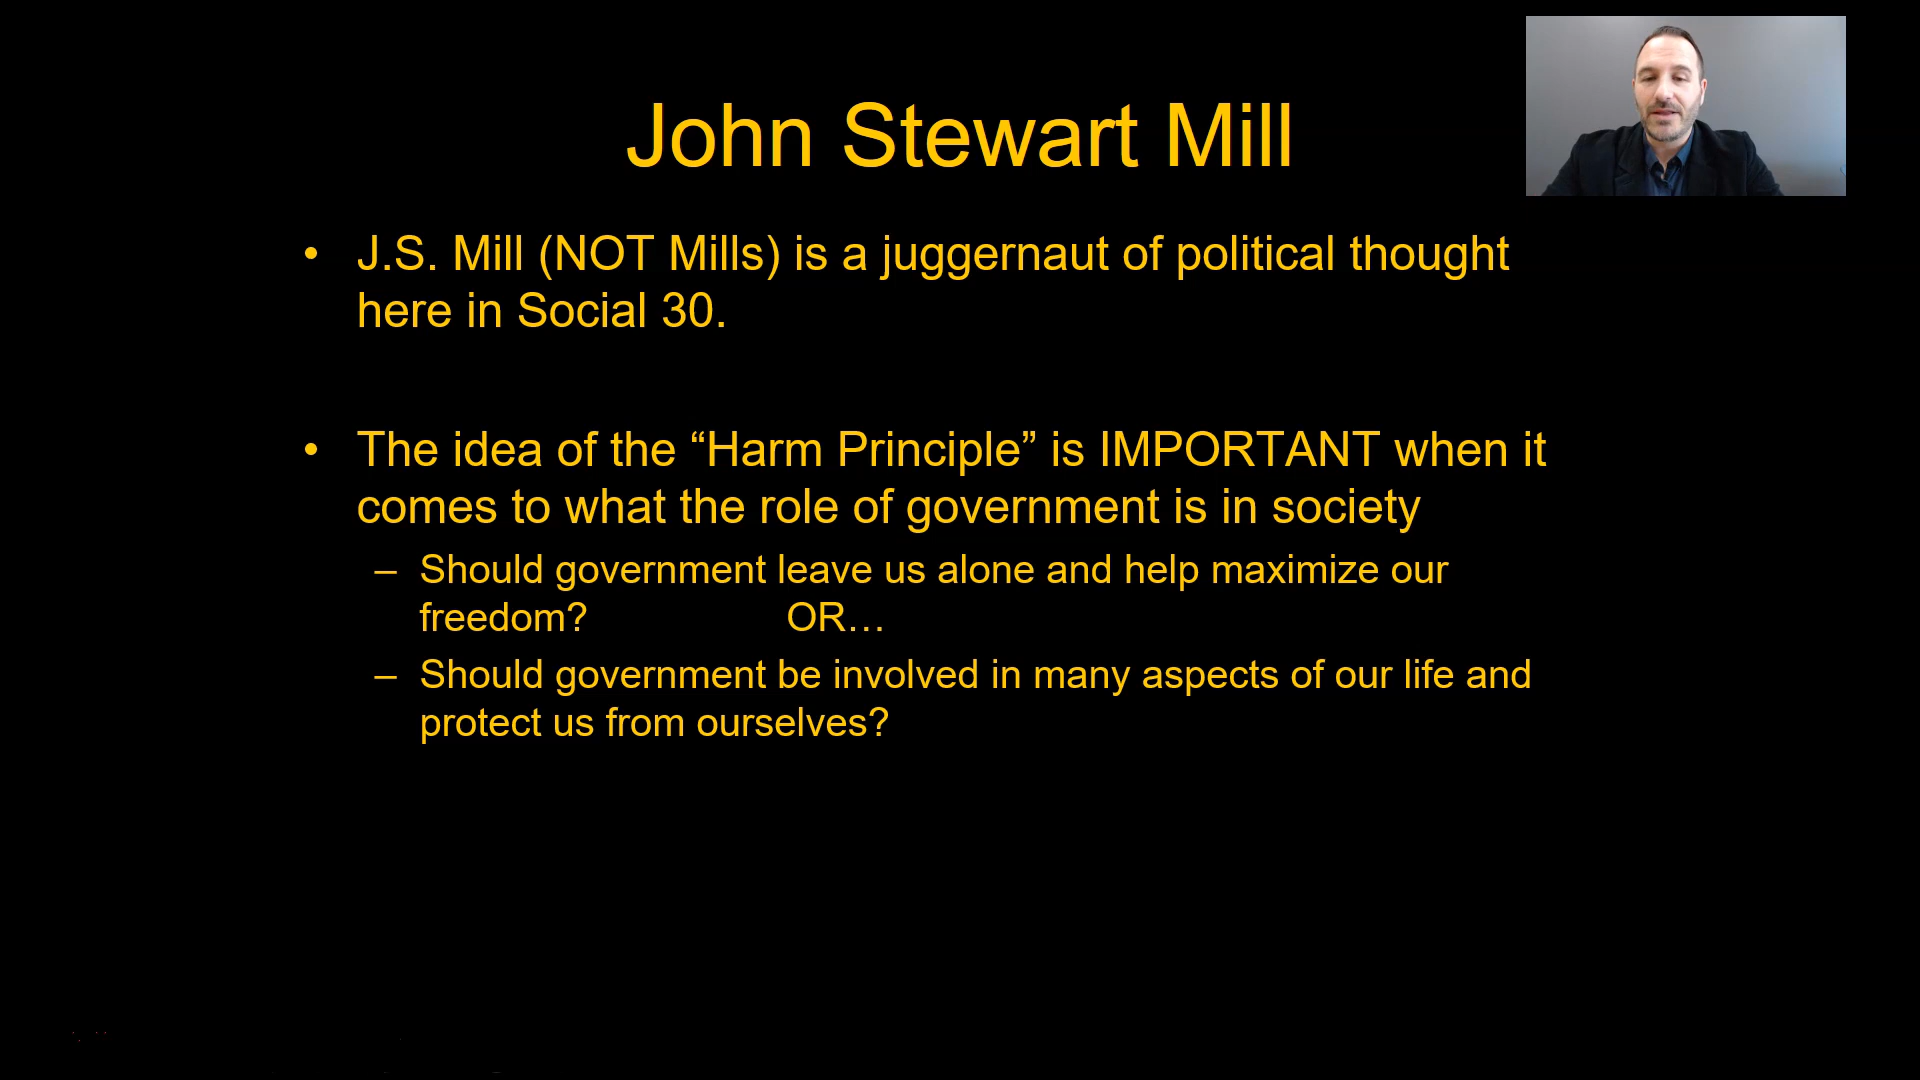 John Stewart Mill
• J.S. Mill (NOT Mills) is a juggernaut of political thought
here in Social 30.
• The idea of the “Harm Principle” is IMPORTANT when it
comes to what the role of government is in society
– Should government leave us alone and help maximize our
freedom? OR…
– Should government be involved in many aspects of our life and
protect us from ourselves?